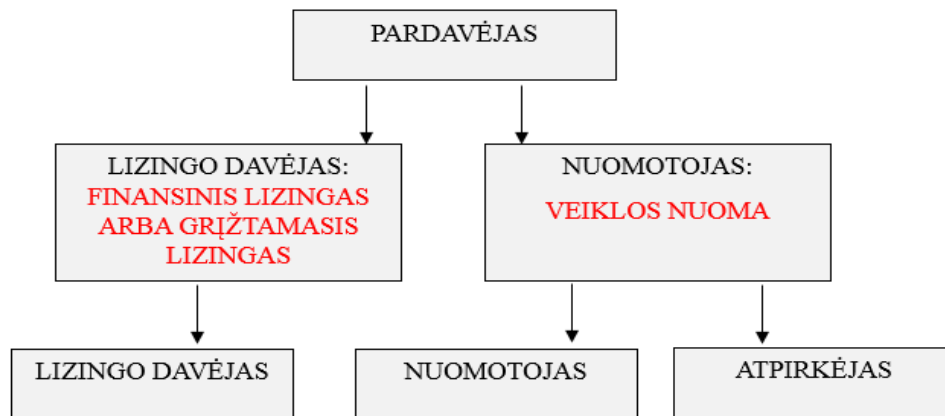 PARDAVĖJAS
LIZINGO DAVĖJAS:
FINANSINIS LIZINGAS
ARBA GRĮŽTAMASIS
LIZINGAS
NUOMOTOJAS:
VEIKLOS NUOMA
LIZINGO DAVĖJAS
NUOMOTOJAS
ATPIRKĖJAS